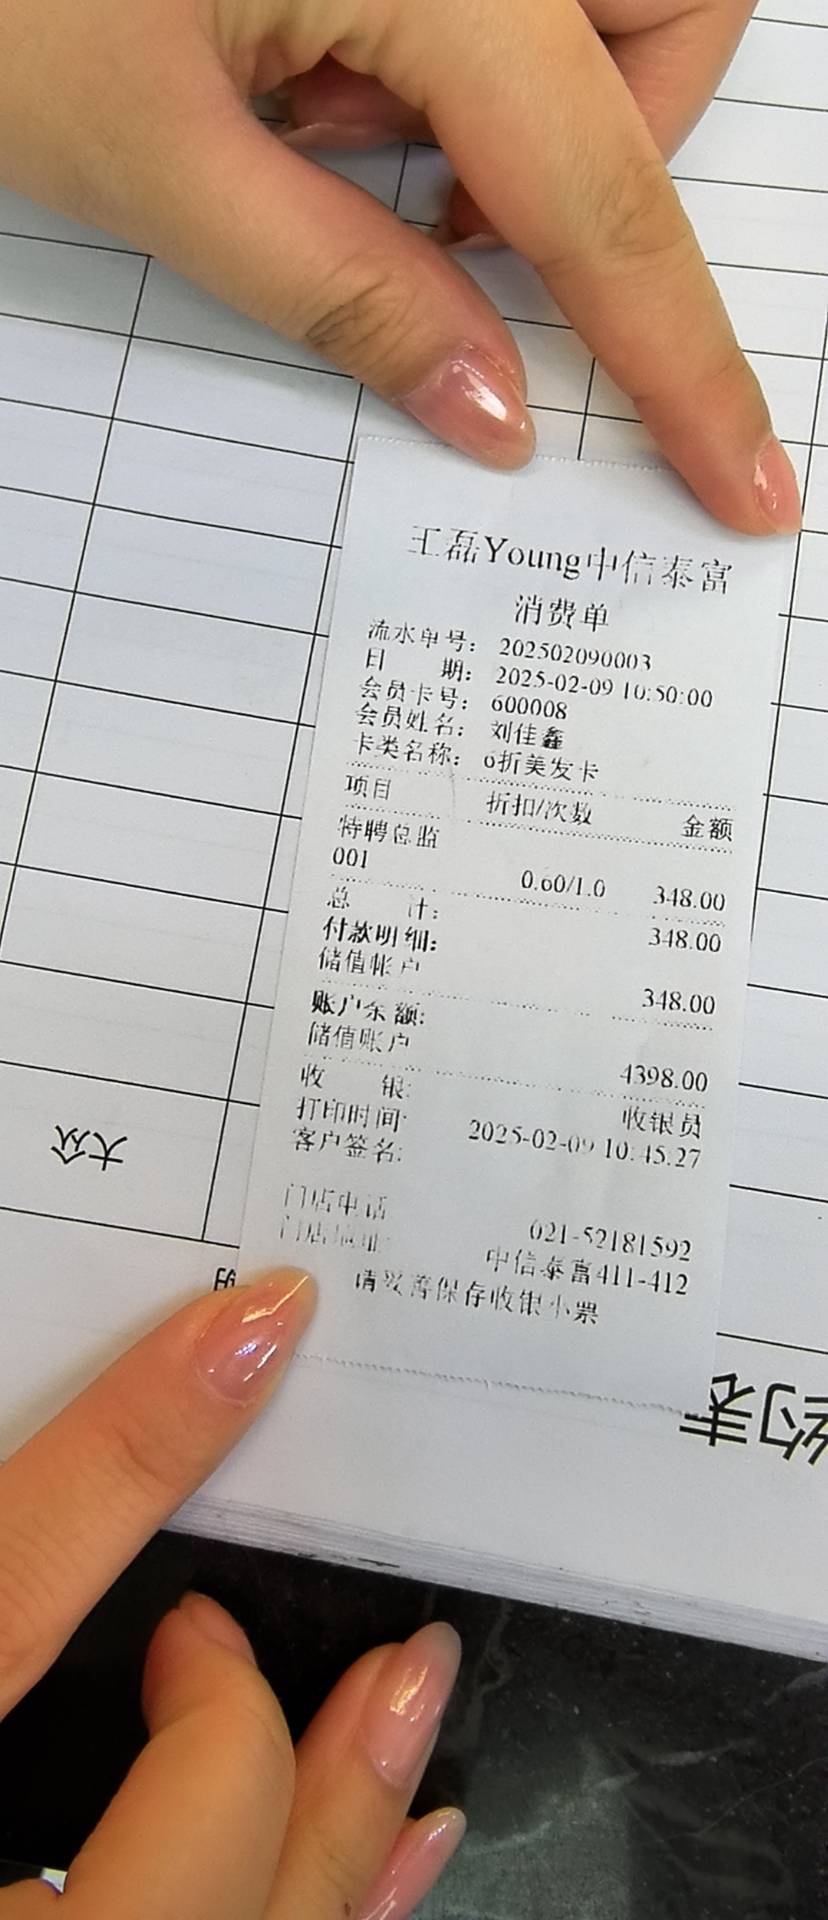 王磊Young中信泰富
消费单
流水单号： 202502090003
日　　期： 2025-02-09 10:50:00
会员卡号： 600008
会员姓名： 刘佳鑫
卡类名称： 6折美发卡
项目　折扣/次数　金额
特聘总监
001
0.60/1.0　348.00
总　　计：　348.00
付款明细：
储值帐户　348.00
账户余额：
储值账户　4398.00
收　　银：　收银员
打印时间：　2025-02-09 10:45:27
客户签名：
门店电话　021-52181592
门店地址　中信泰富411-412
请妥善保存收银小票
大众
约表